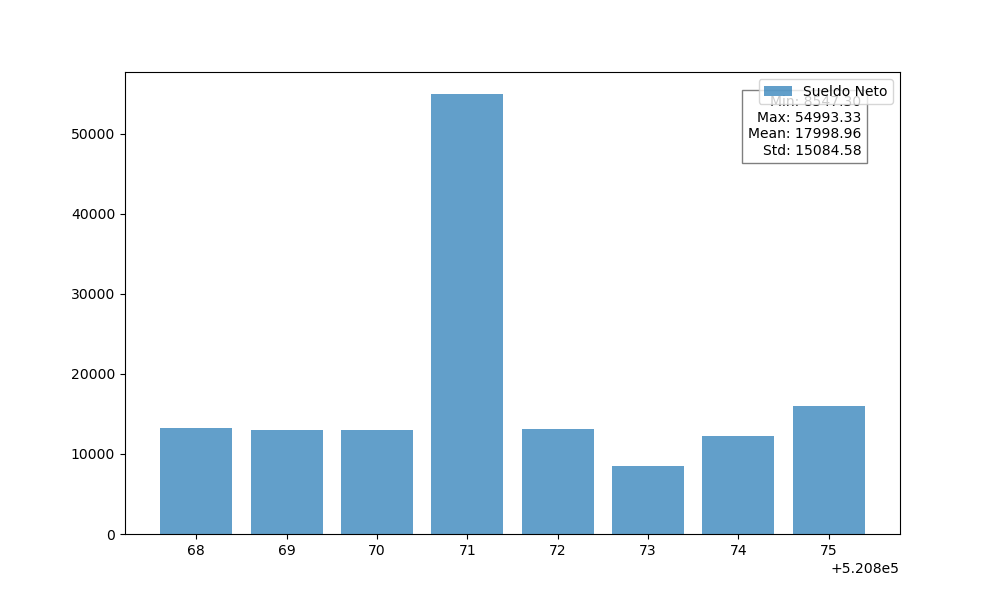 Sueldo Neto
Min: 8547.30
Max: 54993.33
Mean: 17998.96
Std: 15084.58
50000
40000
30000
20000
10000
0
68 69 70 71 72 73 74 75
+5.208e5